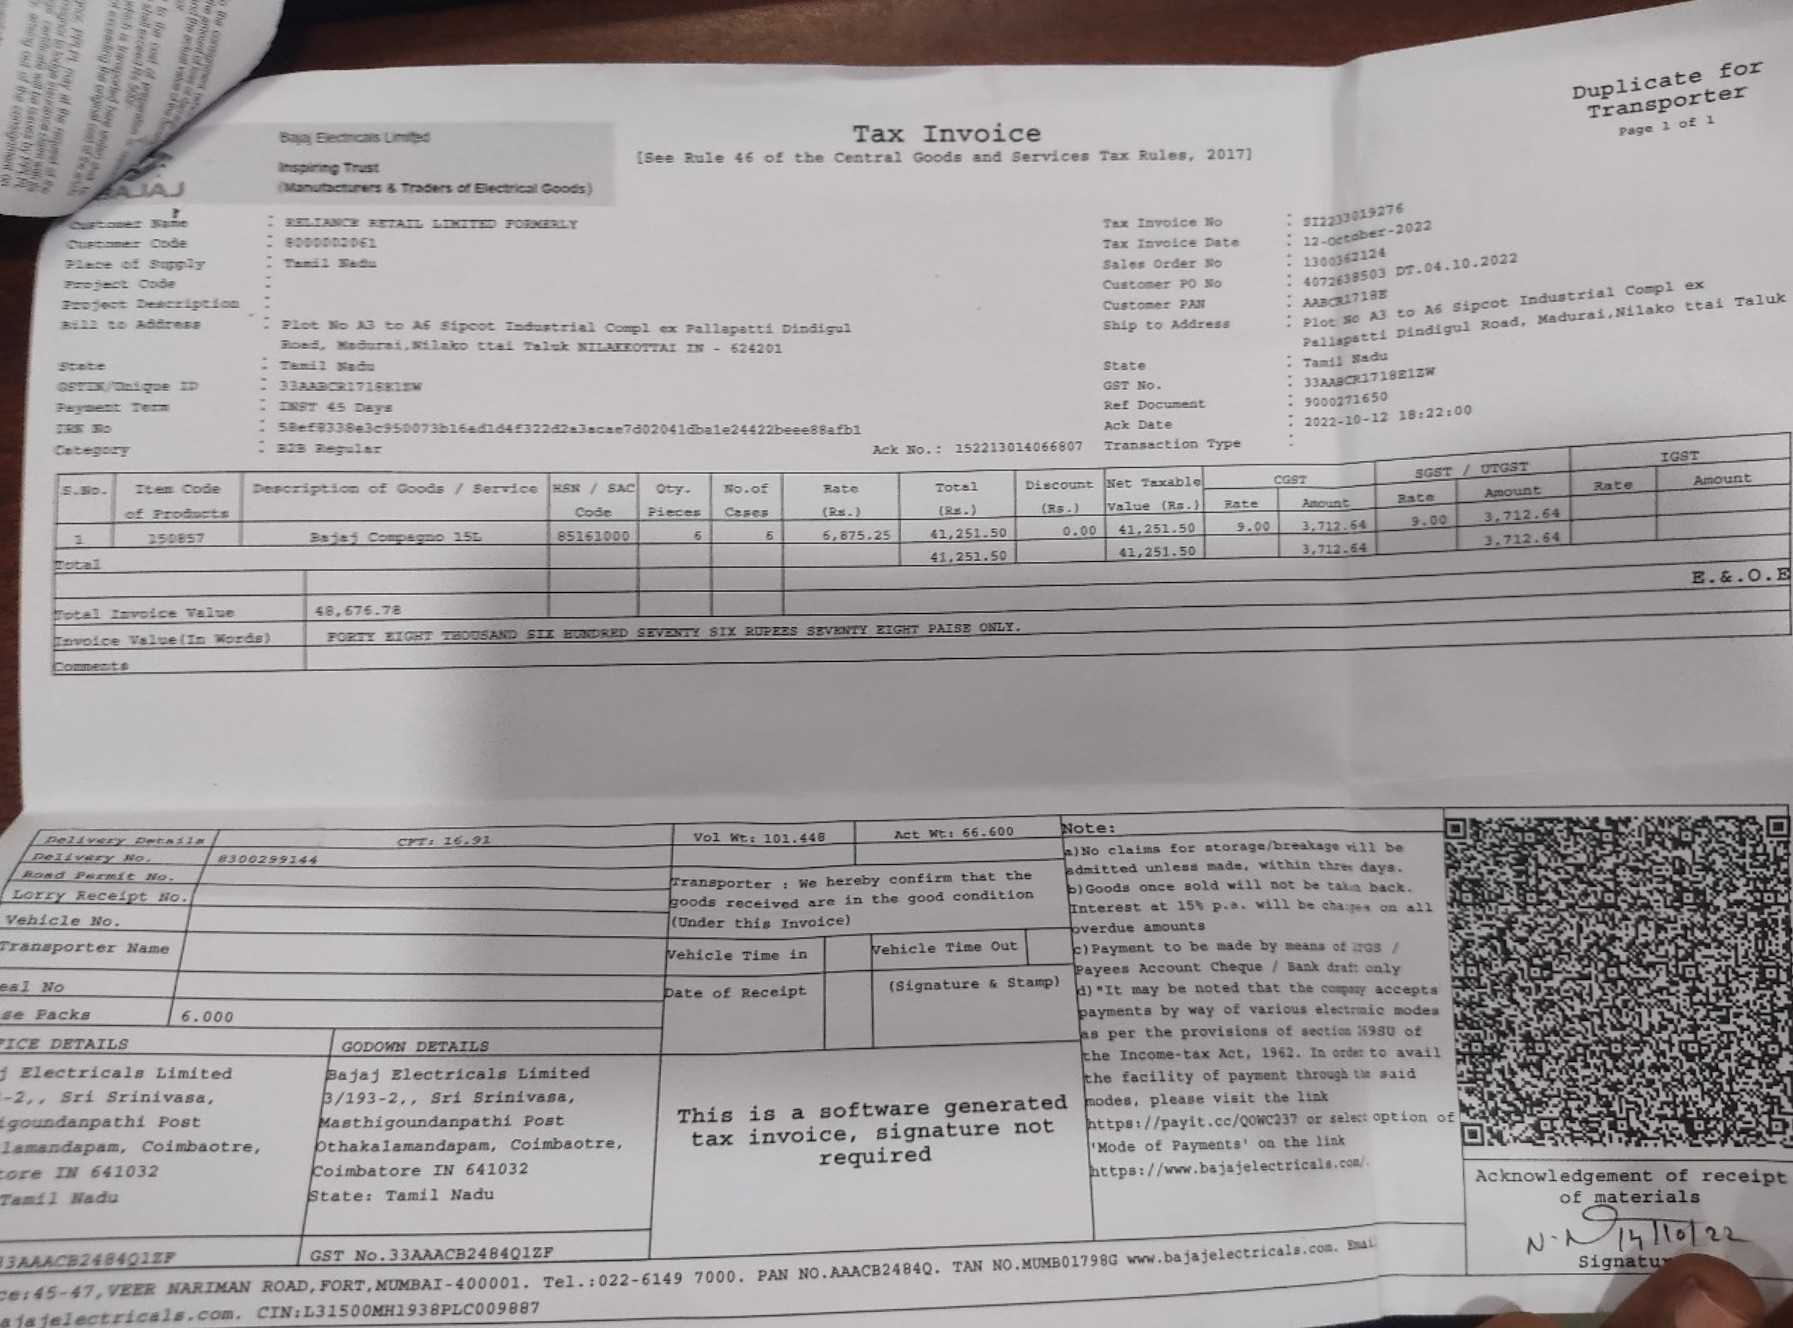 Duplicate for
Transporter
Page 1 of 1
Bajaj Electricals Limited
Inspiring Trust
(Manufacturers & Traders of Electrical Goods)
BAJAJ
Tax Invoice
[See Rule 46 of the Central Goods and Services Tax Rules, 2017]
Customer Name : RELIANCE RETAIL LIMITED FORMERLY
Customer Code : 8000002061
Place of Supply : Tamil Nadu
Project Code :
Project Description :
Bill to Address : Plot No A3 to A6 Sipcot Industrial Compl ex Pallapatti Dindigul
Road, Madurai,Nilako ttai Taluk NILAKKOTTAI IN - 624201
State : Tamil Nadu
GSTIN/Unique ID : 33AABCR1718E1ZW
Payment Term : INST 45 Days
IRN No : 58ef8338e3c950073b16ad1d4f322d2a3acae7d02041dba1e24422beee88afb1
Category : B2B Regular
Ack No.: 152213014066807
Tax Invoice No : SI2233019276
Tax Invoice Date : 12-October-2022
Sales Order No : 1300362124
Customer PO No : 4072638503 DT.04.10.2022
Customer PAN : AABCR1718E
Ship to Address : Plot No A3 to A6 Sipcot Industrial Compl ex
Pallapatti Dindigul Road, Madurai,Nilako ttai Taluk
State : Tamil Nadu
GST No. : 33AABCR1718E1ZW
Ref Document : 9000271650
Ack Date : 2022-10-12 18:22:00
Transaction Type :
S.No. Item Code of Products Description of Goods / Service HSN / SAC Code Qty. Pieces No.of Cases Rate (Rs.) Total (Rs.) Discount (Rs.) Net Taxable Value (Rs.) CGST Rate Amount SGST / UTGST Rate Amount IGST Rate Amount
1 150857 Bajaj Compagno 15L 85161000 6 6 6,875.25 41,251.50 0.00 41,251.50 9.00 3,712.64 9.00 3,712.64
Total 41,251.50 41,251.50 3,712.64 3,712.64
E.&.O.E
Total Invoice Value 48,676.78
Invoice Value(In Words) FORTY EIGHT THOUSAND SIX HUNDRED SEVENTY SIX RUPEES SEVENTY EIGHT PAISE ONLY.
Comments
Delivery Details CFT: 16.91 Vol Wt: 101.448 Act Wt: 66.600
Delivery No. 8300299144
Road Permit No.
Lorry Receipt No.
Vehicle No.
Transporter Name
eal No
se Packs 6.000
Transporter : We hereby confirm that the
goods received are in the good condition
(Under this Invoice)
Vehicle Time in Vehicle Time Out
Date of Receipt (Signature & Stamp)
Note:
a)No claims for storage/breakage will be
admitted unless made, within three days.
b)Goods once sold will not be taken back.
Interest at 15% p.a. will be charges on all
overdue amounts
c)Payment to be made by means of /
Payees Account Cheque / Bank draft only
d)"It may be noted that the company accepts
payments by way of various electrnic modes
as per the provisions of section 269SU of
the Income-tax Act, 1962. In order to avail
the facility of payment through the said
modes, please visit the link
https://payit.cc/QOWC237 or select option of
'Mode of Payments' on the link
https://www.bajajelectricals.com/.
FICE DETAILS
j Electricals Limited
-2,, Sri Srinivasa,
igoundanpathi Post
lamandapam, Coimbaotre,
tore IN 641032
Tamil Nadu
33AAACB2484Q1ZF
GODOWN DETAILS
Bajaj Electricals Limited
3/193-2,, Sri Srinivasa,
Masthigoundanpathi Post
Othakalamandapam, Coimbaotre,
Coimbatore IN 641032
State: Tamil Nadu
GST No.33AAACB2484Q1ZF
This is a software generated
tax invoice, signature not
required
Acknowledgement of receipt
of materials
14/10/22
Signatu
ce:45-47,VEER NARIMAN ROAD,FORT,MUMBAI-400001. Tel.:022-6149 7000. PAN NO.AAACB2484Q. TAN NO.MUMB01798G www.bajajelectricals.com. Email
ajajelectricals.com. CIN:L31500MH1938PLC009887